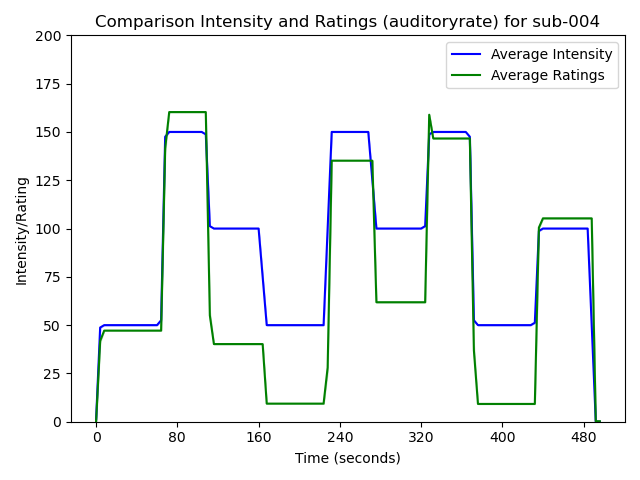 Comparison Intensity and Ratings (auditoryrate) for sub-004
200
175
150
125
100
75
50
25
0
Intensity/Rating
Average Intensity
Average Ratings
0 80 160 240 320 400 480
Time (seconds)